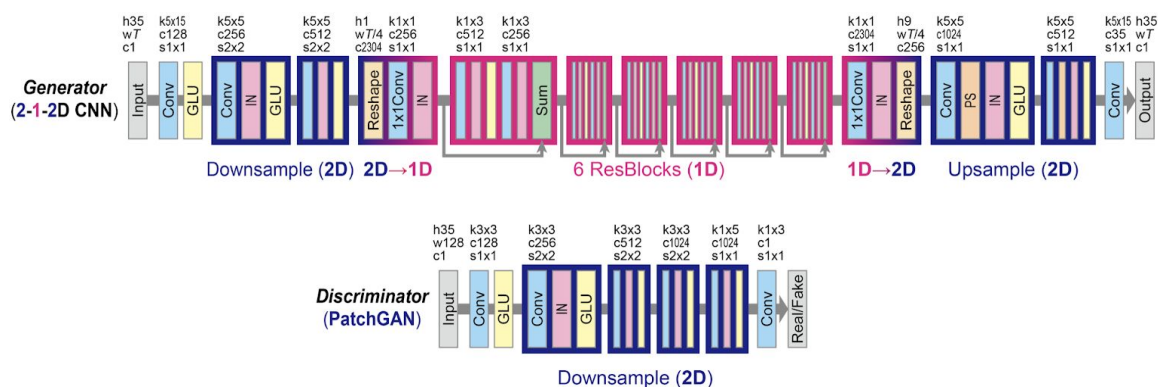 h35
wT
c1
k5x15
c128
s1x1
k5x5
c256
s2x2
k5x5
c512
s2x2
h1
wT/4
c2304
k1x1
c256
s1x1
k1x3
c512
s1x1
k1x3
c256
s1x1
k1x1
c2304
s1x1
h9
wT/4
c256
k5x5
c1024
s1x1
k5x5
c512
s1x1
k5x15
c35
s1x1
h35
wT
c1
Generator
(2-1-2D CNN)
Input
Conv
GLU
Conv
IN
GLU
Reshape
1x1Conv
IN
Sum
1x1Conv
IN
Reshape
Conv
PS
IN
GLU
Conv
Output
Downsample (2D)
2D→1D
6 ResBlocks (1D)
1D→2D
Upsample (2D)
h35
w128
c1
k3x3
c128
s1x1
k3x3
c256
s2x2
k3x3
c512
s2x2
k3x3
c1024
s2x2
k1x5
c1024
s1x1
k1x3
c1
s1x1
Discriminator
(PatchGAN)
Input
Conv
GLU
Conv
IN
GLU
Conv
Real/Fake
Downsample (2D)